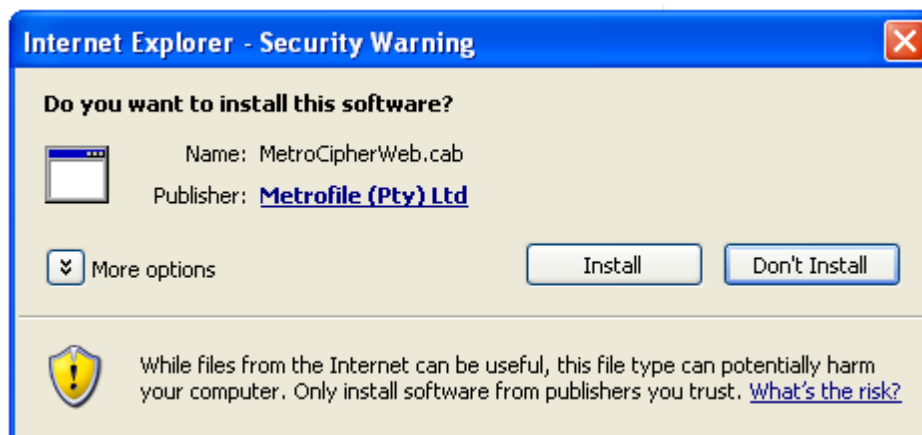 Internet Explorer - Security Warning
Do you want to install this software?
Name: MetroCipherWeb.cab
Publisher: Metrofile (Pty) Ltd
More options
Install
Don't Install
While files from the Internet can be useful, this file type can potentially harm
your computer. Only install software from publishers you trust. What's the risk?